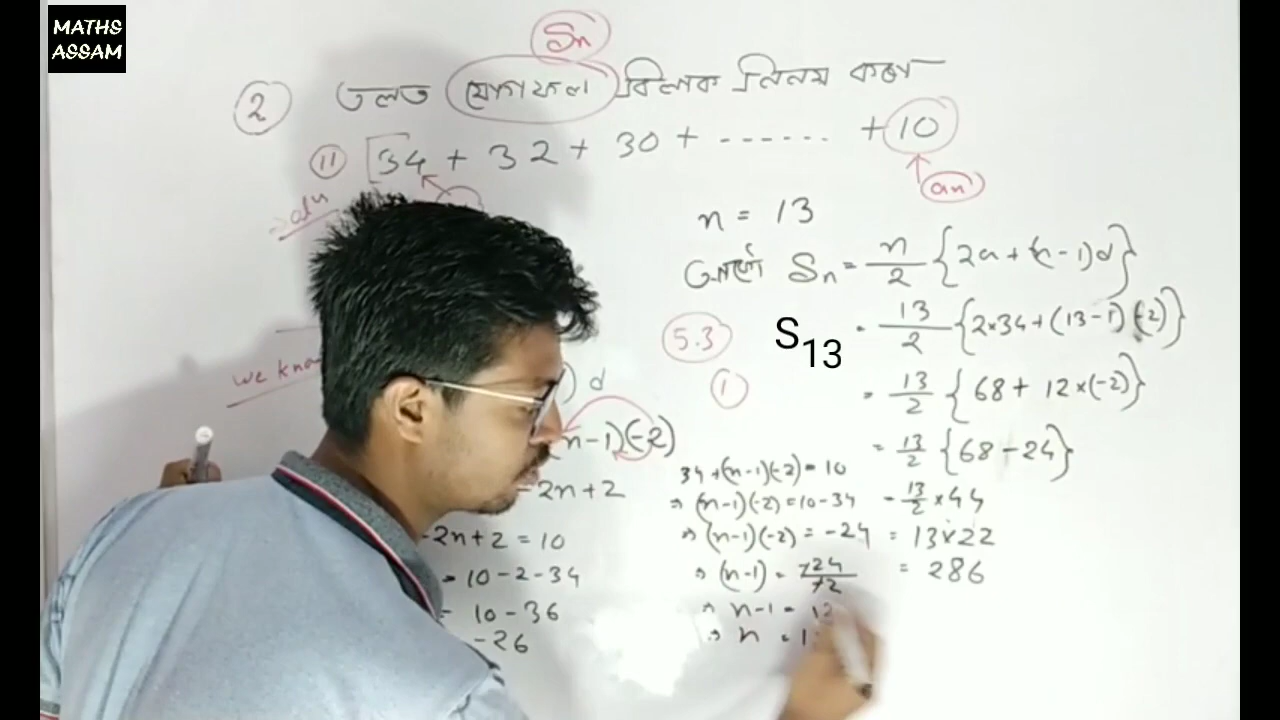 MATHS
ASSAM
Sn
2 তলত যোগফল বিলাক নিৰ্নয় কৰা
(ii) [34 + 32 + 30 + ....... + 10
an
we kno
d
n-1)(-2)
-2n+2
-2n+2 = 10
= 10-2-34
= 10-36
-26
n = 13
Sn = n/2 {2a+(n-1)d}
5.3
S13 = 13/2 {2×34+(13-1)(-2)}
= 13/2 {68+ 12×(-2)}
= 13/2 {68-24}
= 13/2 ×44
= 13×22
= 286
34+(n-1)(-2)=10
⇒ (n-1)(-2)=10-34
⇒ (n-1)(-2) = -24
⇒ (n-1) = -24/-2
⇒ n-1 = 12
⇒ n =